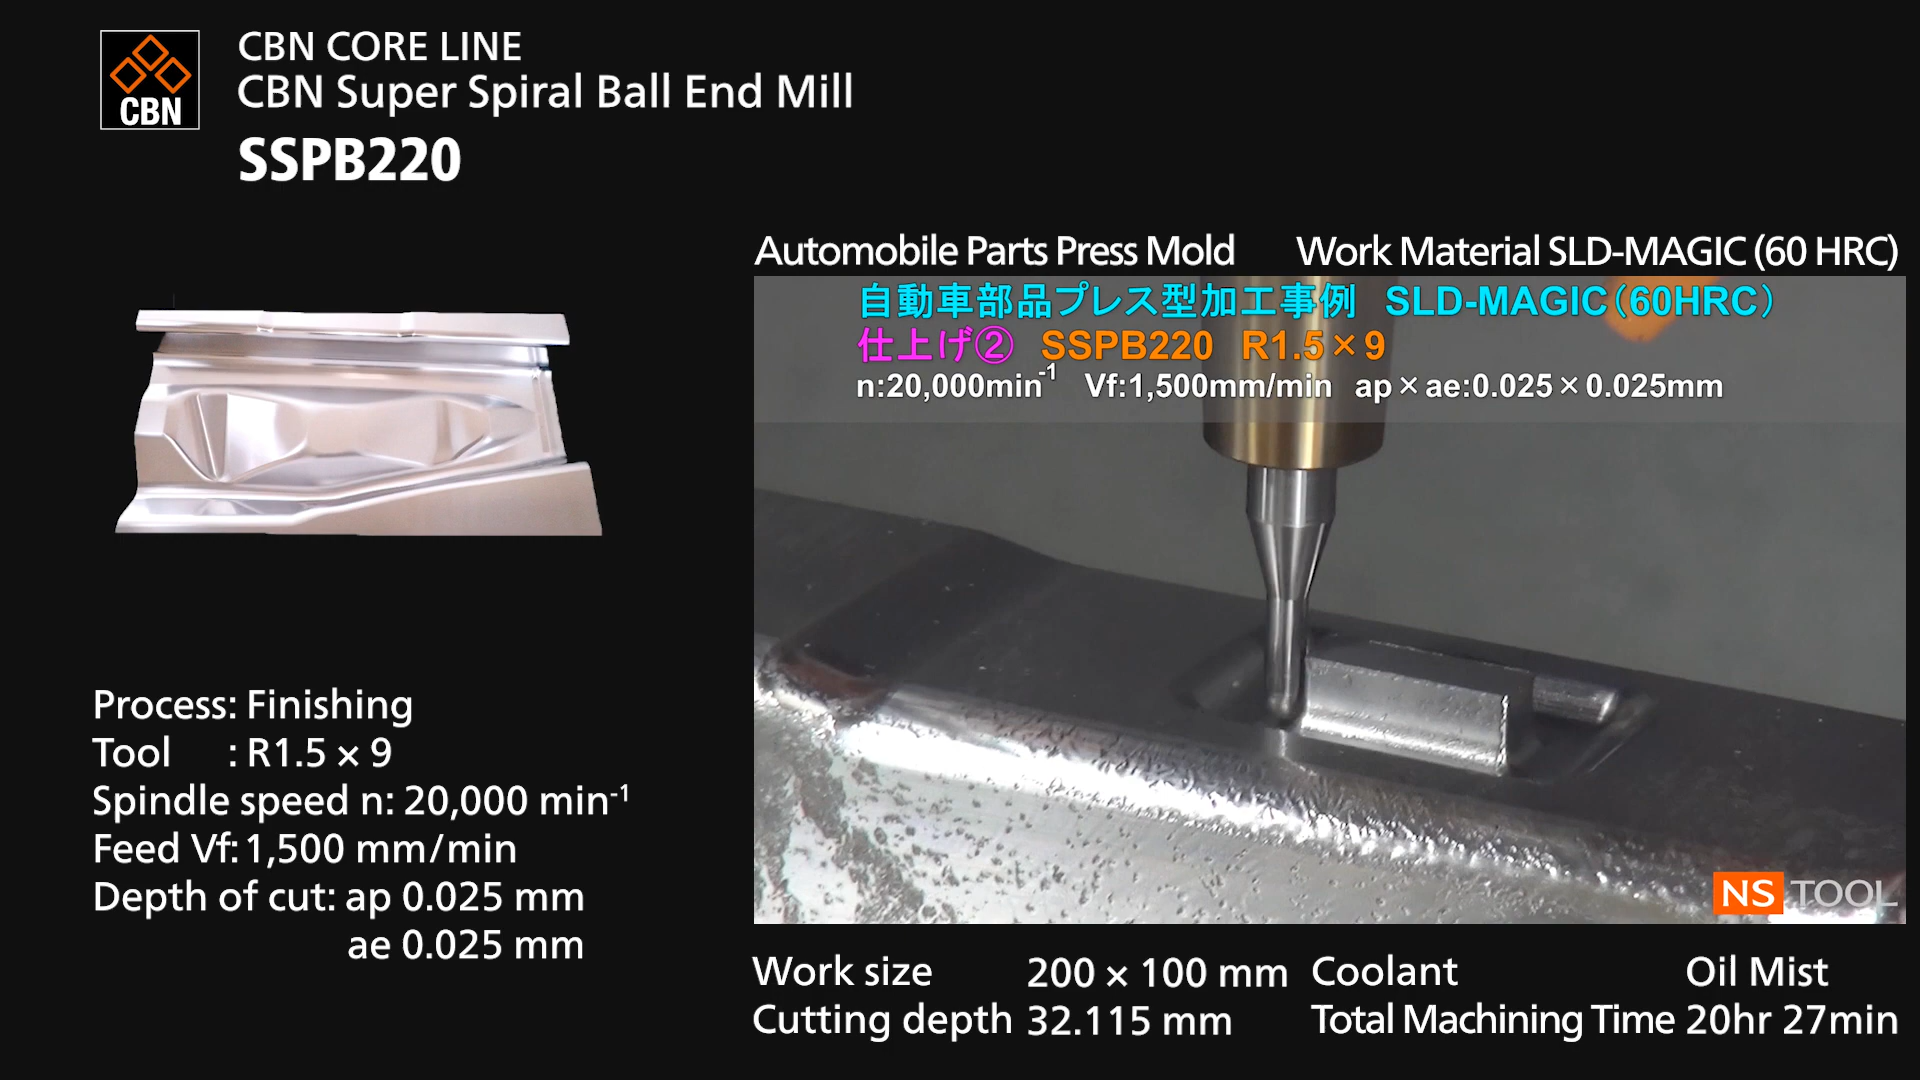 CBN
CBN CORE LINE
CBN Super Spiral Ball End Mill
SSPB220
Automobile Parts Press Mold Work Material SLD-MAGIC (60 HRC)
自動車部品プレス型加工事例 SLD-MAGIC(60HRC)
仕上げ② SSPB220 R1.5×9
n:20,000min-1 Vf:1,500mm/min ap×ae:0.025×0.025mm
Process: Finishing
Tool : R1.5 × 9
Spindle speed n: 20,000 min-1
Feed Vf: 1,500 mm/min
Depth of cut: ap 0.025 mm
ae 0.025 mm
NS TOOL
Work size 200 × 100 mm Coolant Oil Mist
Cutting depth 32.115 mm Total Machining Time 20hr 27min